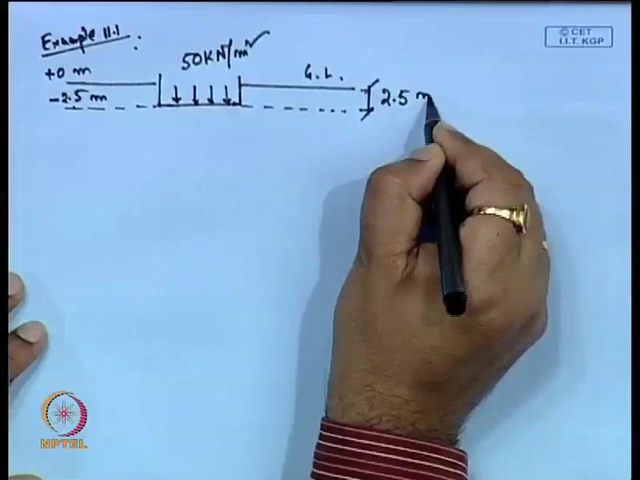 Example 11.1
© CET
I.I.T. KGP
50KN/m²
+0 m
G.L.
-2.5 m
2.5 m
NPTEL